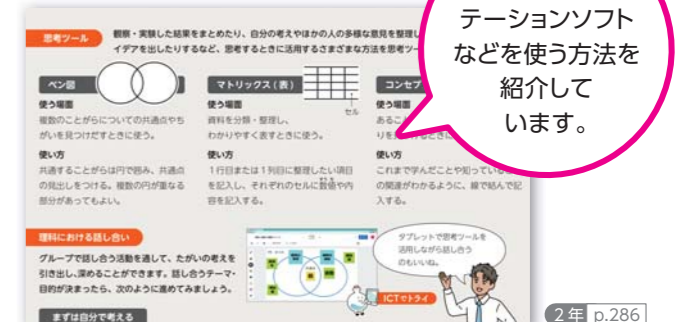 テーションソフト
などを使う方法を
紹介して
います。
思考ツール
観察・実験した結果をまとめたり、自分の考えやほかの人の多様な意見を整理し
イデアを出したりするなど、思考するときに活用するさまざまな方法を思考ツー
ベン図
使う場面
複数のことがらについての共通点やち
がいを見つけだすときに使う。
使い方
共通することがらは円で囲み、共通点
の見出しをつける。複数の円が重なる
部分があってもよい。
マトリックス(表)
セル
使う場面
資料を分類・整理し、
わかりやすく表すときに使う。
使い方
1行目または1列目に整理したい項目
を記入し、それぞれのセルに数値や内
容を記入する。
コンセプ
使う場面
あるこ
使い方
これまで学んだことや知っている
の関連がわかるように、線で結んで記
入する。
理科における話し合い
グループで話し合う活動を通して、たがいの考えを
引き出し、深めることができます。話し合うテーマ・
目的が決まったら、次のように進めてみましょう。
まずは自分で考える
タブレットで思考ツールを
活用しながら話し合う
のもいいね。
ICTでトライ
2年 p.286